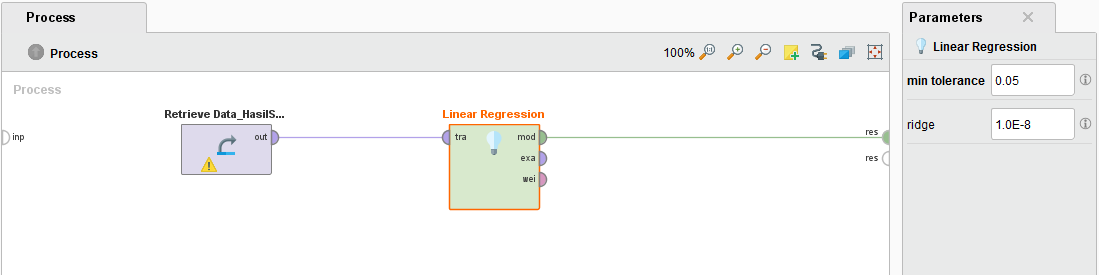 Process
Process
100%
Process
Retrieve Data_HasilS...
inp
out
Linear Regression
tra
mod
exa
wei
res
res
Parameters
Linear Regression
min tolerance
0.05
ridge
1.0E-8